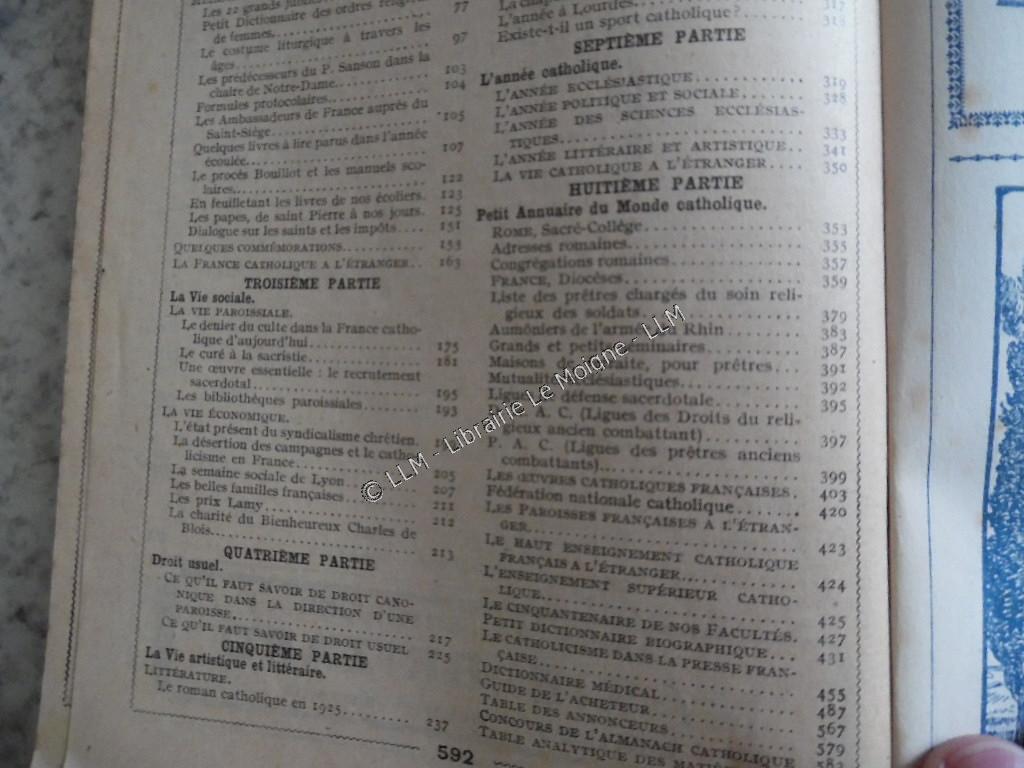 Les 22 grands
Petit Dictionnaire des ordres
de femmes 77
Le costume liturgique à travers les
âges 97
Les prédécesseurs du P. Sanson dans la
chaire de Notre-Dame 103
Formules protocolaires 104
Les Ambassadeurs de France auprès du
Saint-Siège 105
Quelques livres à lire parus dans l'année
écoulée 107
Le procès Bouillot et les manuels sco-
laires 122
En feuilletant les livres de nos écoliers. 123
Les papes, de saint Pierre à nos jours. 125
Dialogue sur les saints et les impôts 151
QUELQUES COMMÉMORATIONS 153
LA FRANCE CATHOLIQUE A L'ÉTRANGER.. 163
TROISIÈME PARTIE
La Vie sociale.
LA VIE PAROISSIALE.
Le denier du culte dans la France catho-
lique d'aujourd'hui 175
Le curé à la sacristie 181
Une œuvre essentielle : le recrutement
sacerdotal 195
Les bibliothèques paroissiales 193
LA VIE ÉCONOMIQUE.
L'état présent du syndicalisme chrétien.
La désertion des campagnes et le catho-
licisme en France 205
La semaine sociale de Lyon 207
Les belles familles françaises 211
Les prix Lamy 212
La charité du Bienheureux Charles de
Blois 213
QUATRIÈME PARTIE
Droit usuel.
CE QU'IL FAUT SAVOIR DE DROIT CANO-
NIQUE DANS LA DIRECTION D'UNE
PAROISSE 217
CE QU'IL FAUT SAVOIR DE DROIT USUEL 225
CINQUIÈME PARTIE
La Vie artistique et littéraire.
LITTÉRATURE.
Le roman catholique en 1925 237
L'année à Lourdes 317
Existe-t-il un sport catholique ? 318
SEPTIÈME PARTIE
L'année catholique.
L'ANNÉE ECCLÉSIASTIQUE 319
L'ANNÉE POLITIQUE ET SOCIALE 328
L'ANNÉE DES SCIENCES ECCLÉSIAS-
TIQUES 333
L'ANNÉE LITTÉRAIRE ET ARTISTIQUE.. 341
LA VIE CATHOLIQUE A L'ÉTRANGER 350
HUITIÈME PARTIE
Petit Annuaire du Monde catholique.
ROME, Sacré-Collège 353
Adresses romaines 355
Congrégations romaines 357
FRANCE, Diocèses 359
Liste des prêtres chargés du soin reli-
gieux des soldats 379
Aumôniers de l'armée du Rhin 383
Grands et petits séminaires 387
Maisons de retraite, pour prêtres 391
Mutualités ecclésiastiques 392
Ligues de défense sacerdotale 395
A. C. (Ligues des Droits du reli-
gieux ancien combattant)
P. A. C. (Ligues des prêtres anciens 397
combattants)
LES ŒUVRES CATHOLIQUES FRANÇAISES. 399
Fédération nationale catholique 403
LES PAROISSES FRANÇAISES A L'ÉTRAN- 420
GER
LE HAUT ENSEIGNEMENT CATHOLIQUE 423
FRANÇAIS A L'ÉTRANGER
L'ENSEIGNEMENT SUPÉRIEUR CATHO- 424
LIQUE
LE CINQUANTENAIRE DE NOS FACULTÉS. 425
PETIT DICTIONNAIRE BIOGRAPHIQUE 427
LE CATHOLICISME DANS LA PRESSE FRAN- 431
ÇAISE
DICTIONNAIRE MÉDICAL 455
GUIDE DE L'ACHETEUR 487
TABLE DES ANNONCEURS 567
CONCOURS DE L'ALMANACH CATHOLIQUE 579
TABLE ANALYTIQUE DES
592
© LLM - Librairie Le Moigne - LLM